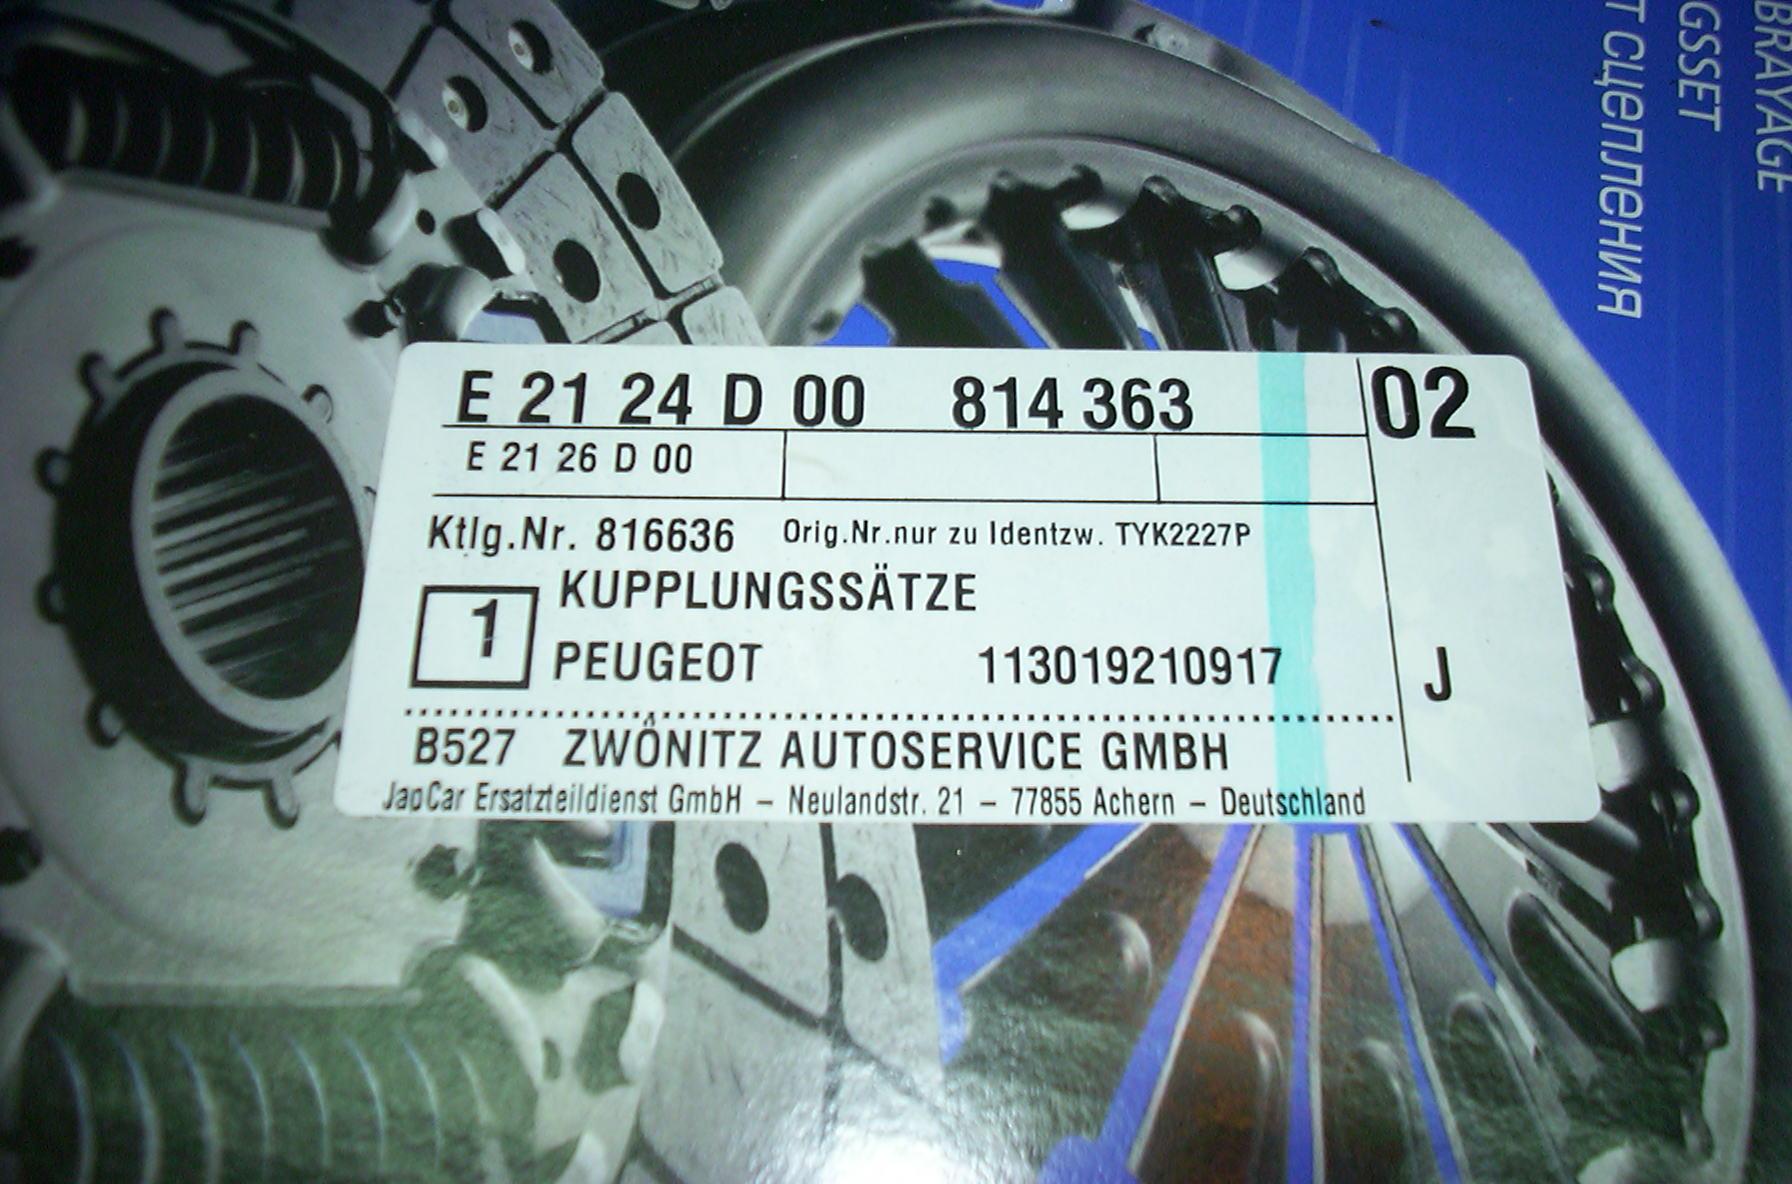 BRAYAGE
GSSET
Т СЦЕПЛЕНИЯ
E 21 24 D 00 814 363 02
E 21 26 D 00
Ktlg.Nr. 816636 Orig.Nr.nur zu Identzw. TYK2227P
1 KUPPLUNGSSÄTZE
PEUGEOT 113019210917 J
B527 ZWÖNITZ AUTOSERVICE GMBH
JapCar Ersatzteildienst GmbH – Neulandstr. 21 – 77855 Achern – Deutschland